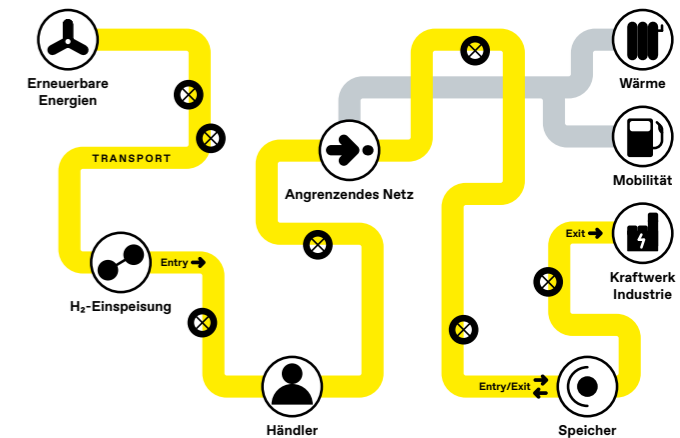 Erneuerbare
Energien
TRANSPORT
H₂-Einspeisung
Entry
Händler
Angrenzendes Netz
Entry/Exit
Speicher
Exit
Wärme
Mobilität
Kraftwerk
Industrie